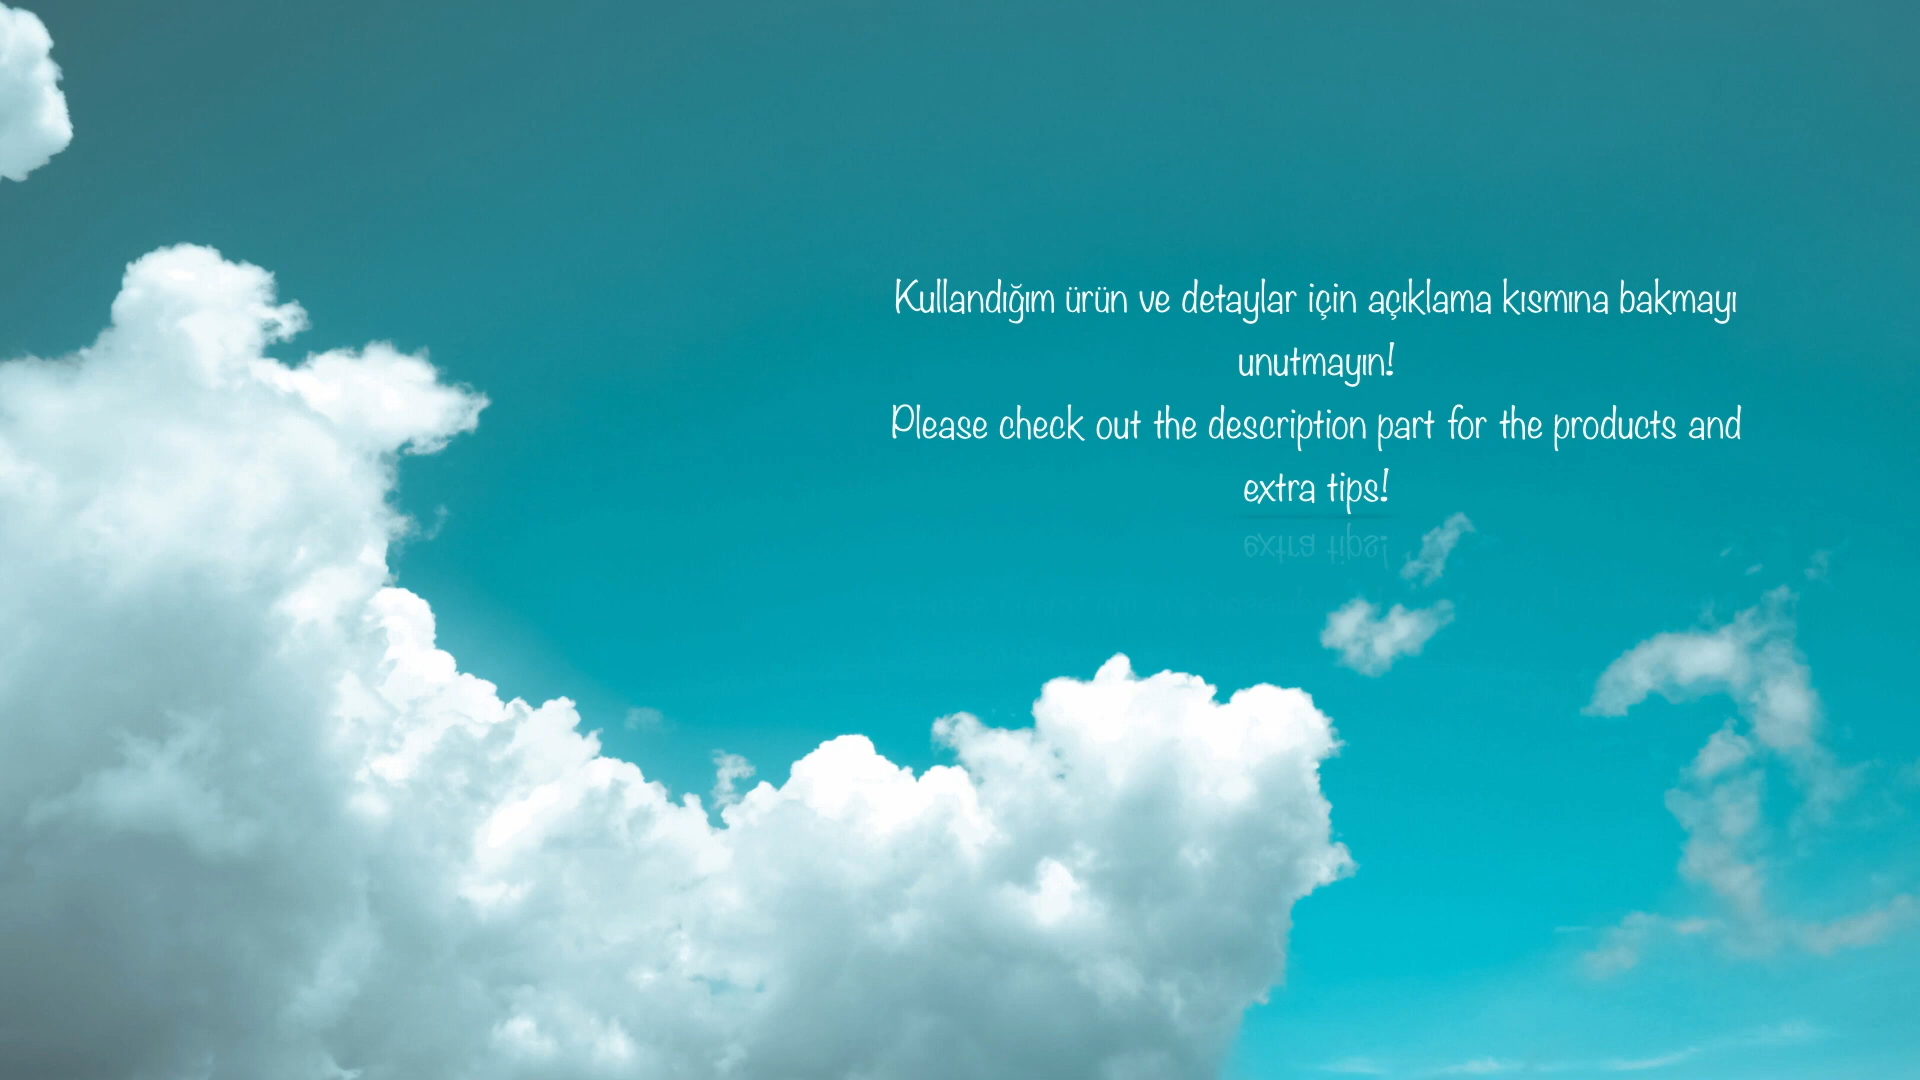 Kullandığım ürün ve detaylar için açıklama kısmına bakmayı
unutmayın!
Please check out the description part for the products and
extra tips!